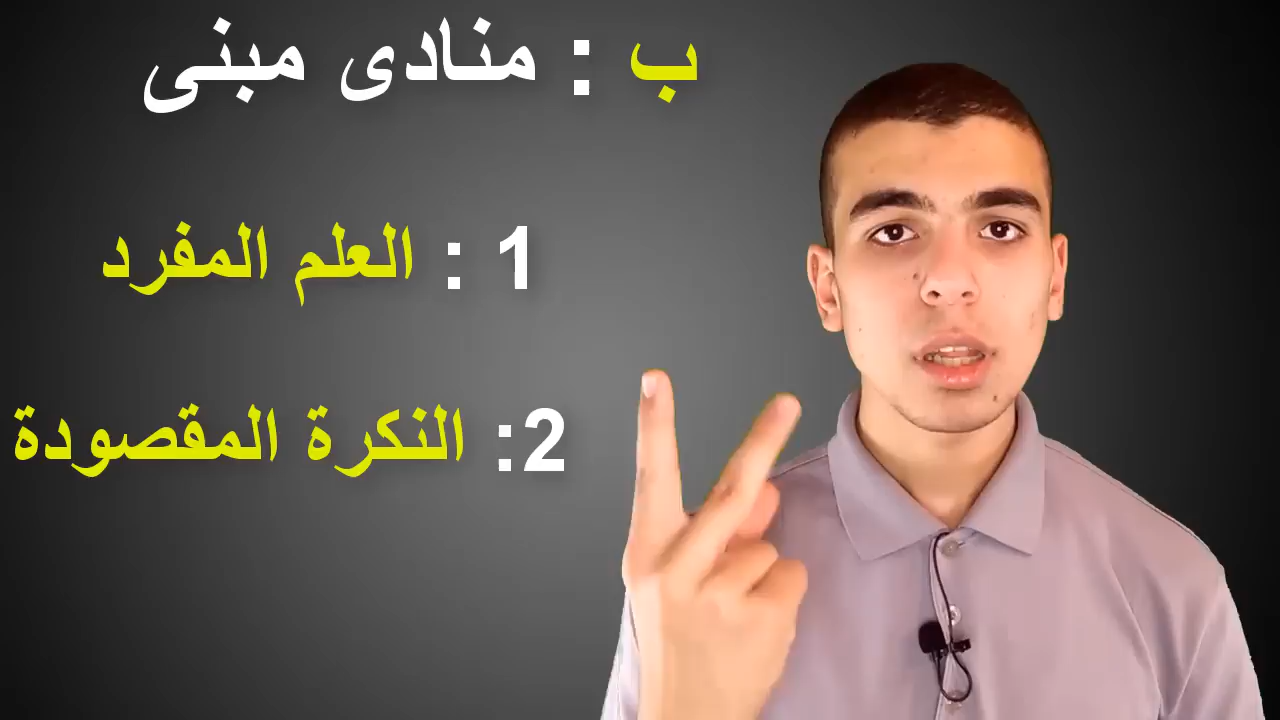 ب : منادى مبنى
1 : العلم المفرد
2: النكرة المقصودة